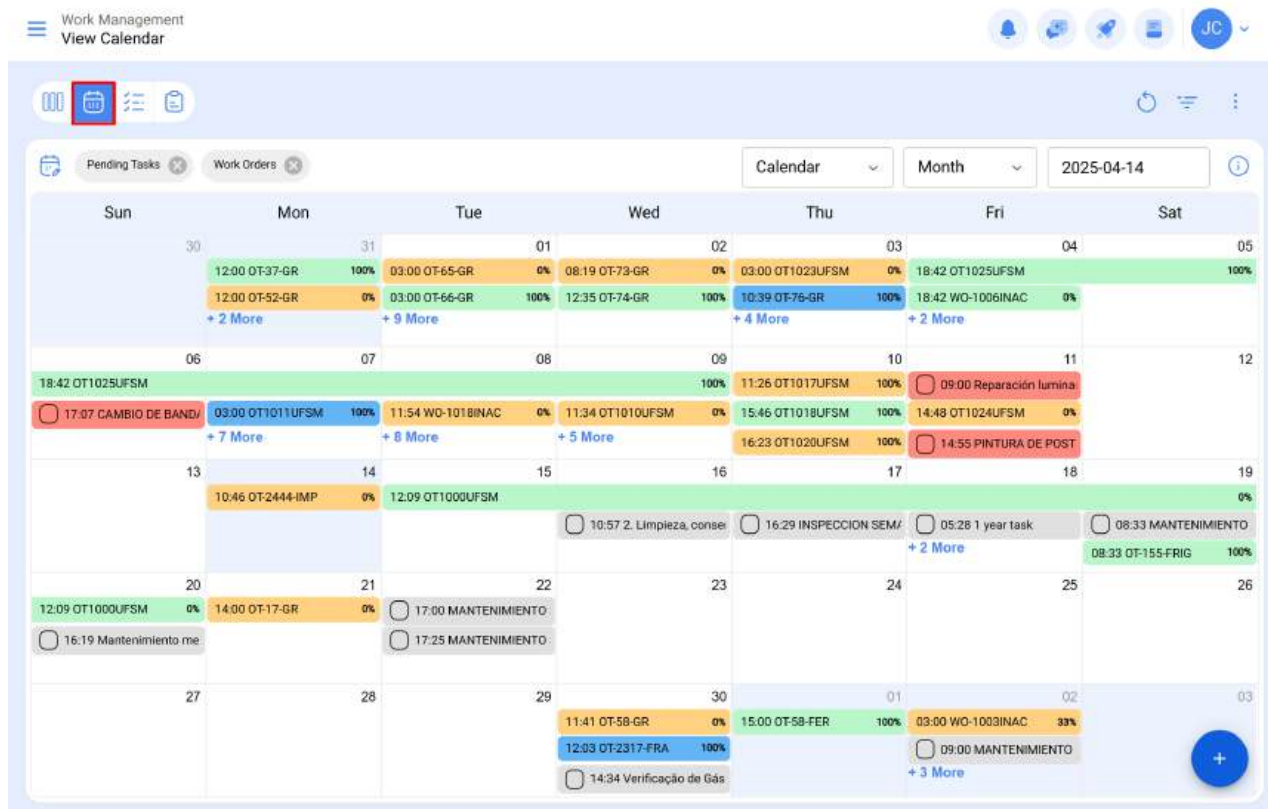 Work Management
View Calendar
JC
Pending Tasks
Work Orders
Calendar
Month
2025-04-14
Sun Mon Tue Wed Thu Fri Sat
30 31 01 02 03 04 05
12:00 OT-37-GR 100% 03:00 OT-65-GR 0% 08:19 OT-73-GR 0% 03:00 OT1023UFSM 0% 18:42 OT1025UFSM 100%
12:00 OT-52-GR 0% 03:00 OT-66-GR 100% 12:35 OT-74-GR 100% 10:39 OT-76-GR 100% 18:42 WO-1006INAC 0%
+ 2 More + 9 More + 4 More + 2 More
06 07 08 09 10 11 12
18:42 OT1025UFSM 100% 11:26 OT1017UFSM 100% 09:00 Reparación lumina
17:07 CAMBIO DE BANDA 03:00 OT1011UFSM 100% 11:54 WO-1018INAC 0% 11:34 OT1010UFSM 0% 15:46 OT1018UFSM 100% 14:48 OT1024UFSM 0%
+ 7 More + 8 More + 5 More 16:23 OT1020UFSM 100% 14:55 PINTURA DE POST
13 14 15 16 17 18 19
10:46 OT-2444-IMP 0% 12:09 OT1000UFSM 0%
10:57 2. Limpieza, conser 16:29 INSPECCION SEMA 05:28 1 year task 08:33 MANTENIMIENTO
+ 2 More 08:33 OT-155-FRIG 100%
20 21 22 23 24 25 26
12:09 OT1000UFSM 0% 14:00 OT-17-GR 0% 17:00 MANTENIMIENTO
16:19 Mantenimiento me 17:25 MANTENIMIENTO
27 28 29 30 01 02 03
11:41 OT-58-GR 0% 15:00 OT-58-FER 100% 03:00 WO-1003INAC 33%
12:03 OT-2317-FRA 100% 09:00 MANTENIMIENTO
14:34 Verificação de Gás + 3 More